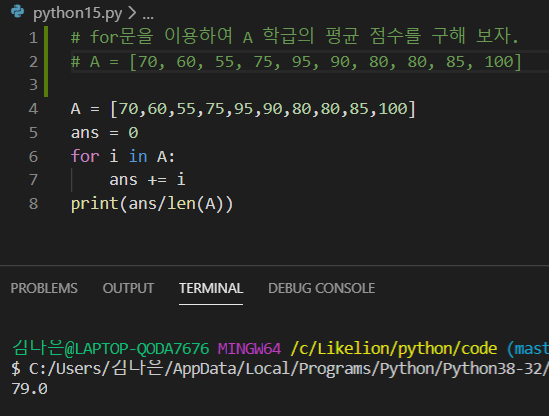 python15.py > ...
1 # for문을 이용하여 A 학급의 평균 점수를 구해 보자.
2 # A = [70, 60, 55, 75, 95, 90, 80, 80, 85, 100]
3
4 A = [70,60,55,75,95,90,80,80,85,100]
5 ans = 0
6 for i in A:
7     ans += i
8 print(ans/len(A))
PROBLEMS OUTPUT TERMINAL DEBUG CONSOLE
김나은@LAPTOP-QODA7676 MINGW64 /c/Likelion/python/code (mast
$ C:/Users/김나은/AppData/Local/Programs/Python/Python38-32/
79.0